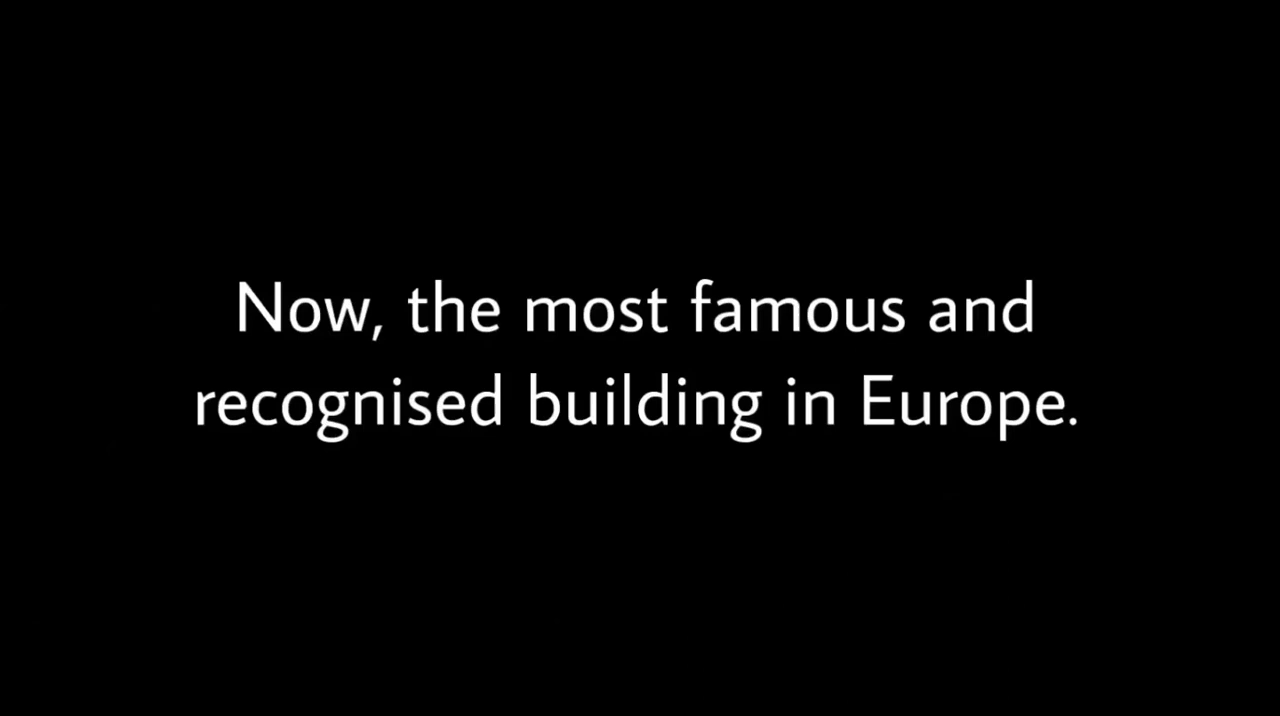 Now, the most famous and
recognised building in Europe.